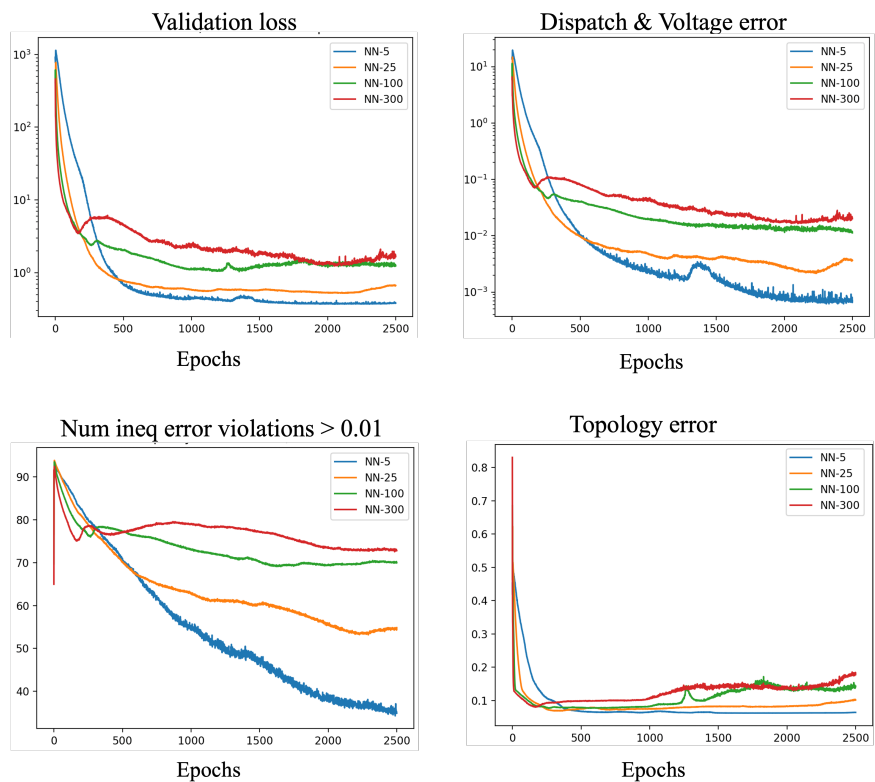 Validation loss
10³
10²
10¹
10⁰
0 500 1000 1500 2000 2500
NN-5
NN-25
NN-100
NN-300
Epochs
Dispatch & Voltage error
10¹
10⁰
10⁻¹
10⁻²
10⁻³
0 500 1000 1500 2000 2500
NN-5
NN-25
NN-100
NN-300
Epochs
Num ineq error violations > 0.01
90
80
70
60
50
40
0 500 1000 1500 2000 2500
NN-5
NN-25
NN-100
NN-300
Epochs
Topology error
0.8
0.7
0.6
0.5
0.4
0.3
0.2
0.1
0 500 1000 1500 2000 2500
NN-5
NN-25
NN-100
NN-300
Epochs